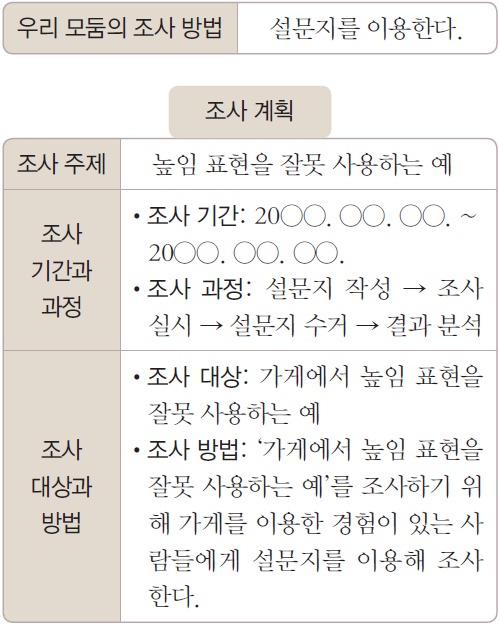 우리 모둠의 조사 방법
설문지를 이용한다.
조사 계획
조사 주제
높임 표현을 잘못 사용하는 예
조사
기간과
과정
• 조사 기간: 20○○. ○○. ○○. ~
20○○. ○○. ○○.
• 조사 과정: 설문지 작성 → 조사
실시 → 설문지 수거 → 결과 분석
조사
대상과
방법
• 조사 대상: 가게에서 높임 표현을
잘못 사용하는 예
• 조사 방법: ‘가게에서 높임 표현을
잘못 사용하는 예’를 조사하기 위
해 가게를 이용한 경험이 있는 사
람들에게 설문지를 이용해 조사
한다.